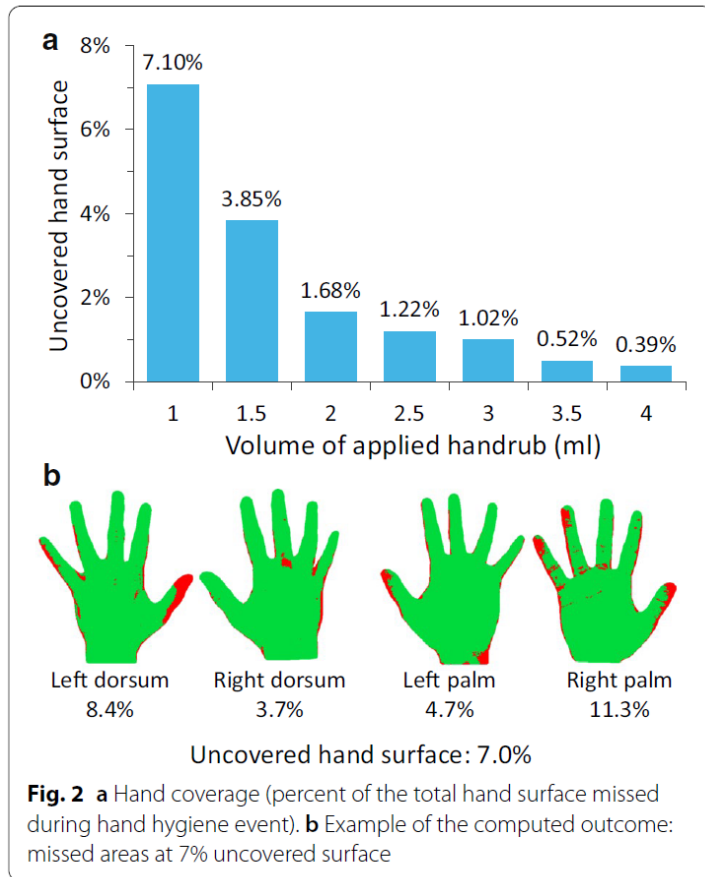 a
8%
7.10%
6%
3.85%
4%
1.68%
2%
1.22%
1.02%
0.52%
0.39%
0%
Uncovered hand surface
1 1.5 2 2.5 3 3.5 4
Volume of applied handrub (ml)
b
Left dorsum Right dorsum Left palm Right palm
8.4% 3.7% 4.7% 11.3%
Uncovered hand surface: 7.0%
Fig. 2 a Hand coverage (percent of the total hand surface missed
during hand hygiene event). b Example of the computed outcome:
missed areas at 7% uncovered surface